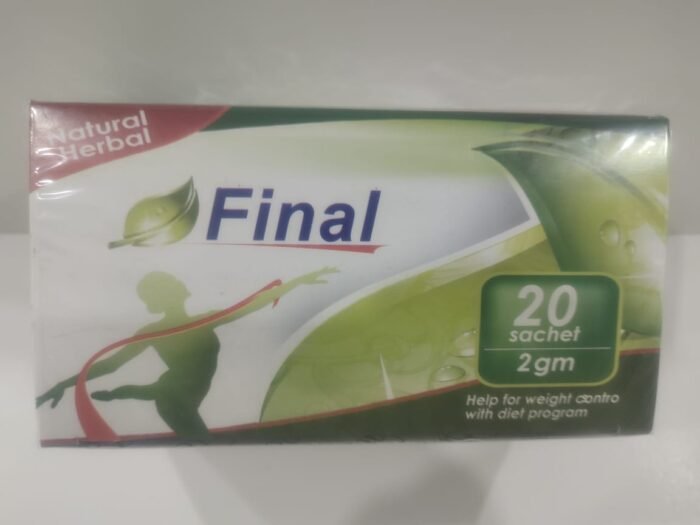 Natural
Herbal
Final
20
sachet
2gm
Help for weight contro
with diet program